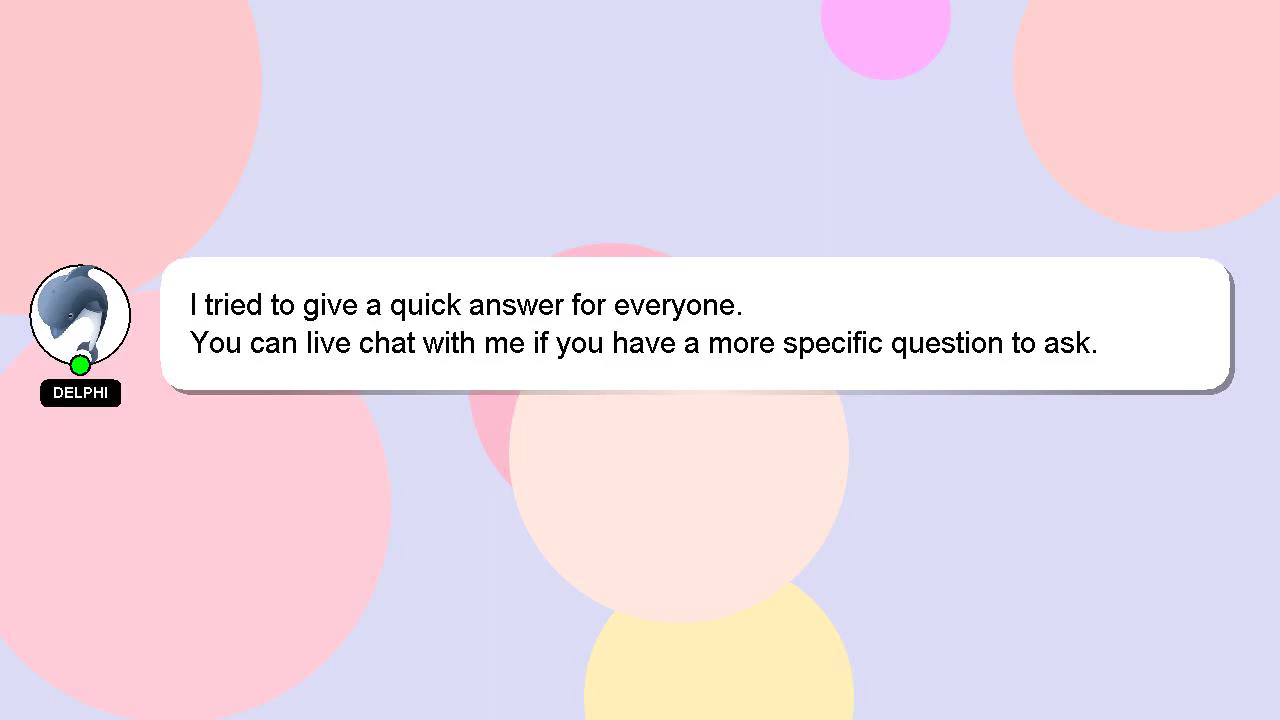 I tried to give a quick answer for everyone.
You can live chat with me if you have a more specific question to ask.
DELPHI